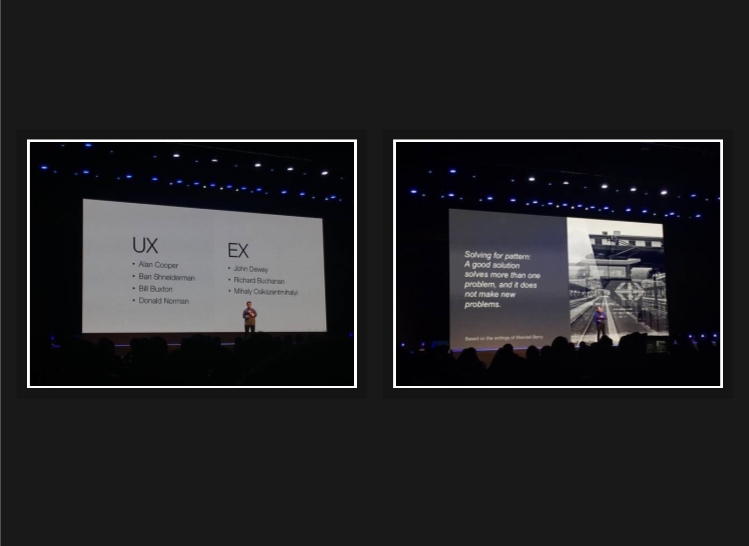 UX
• Alan Cooper
• Ben Shneiderman
• Bill Buxton
• Donald Norman
EX
• John Dewey
• Richard Buchanan
• Mihaly Csikszentmihalyi
Solving for pattern:
A good solution
solves more than one
problem, and it does
not make new
problems.
Based on the writings of Wendell Berry